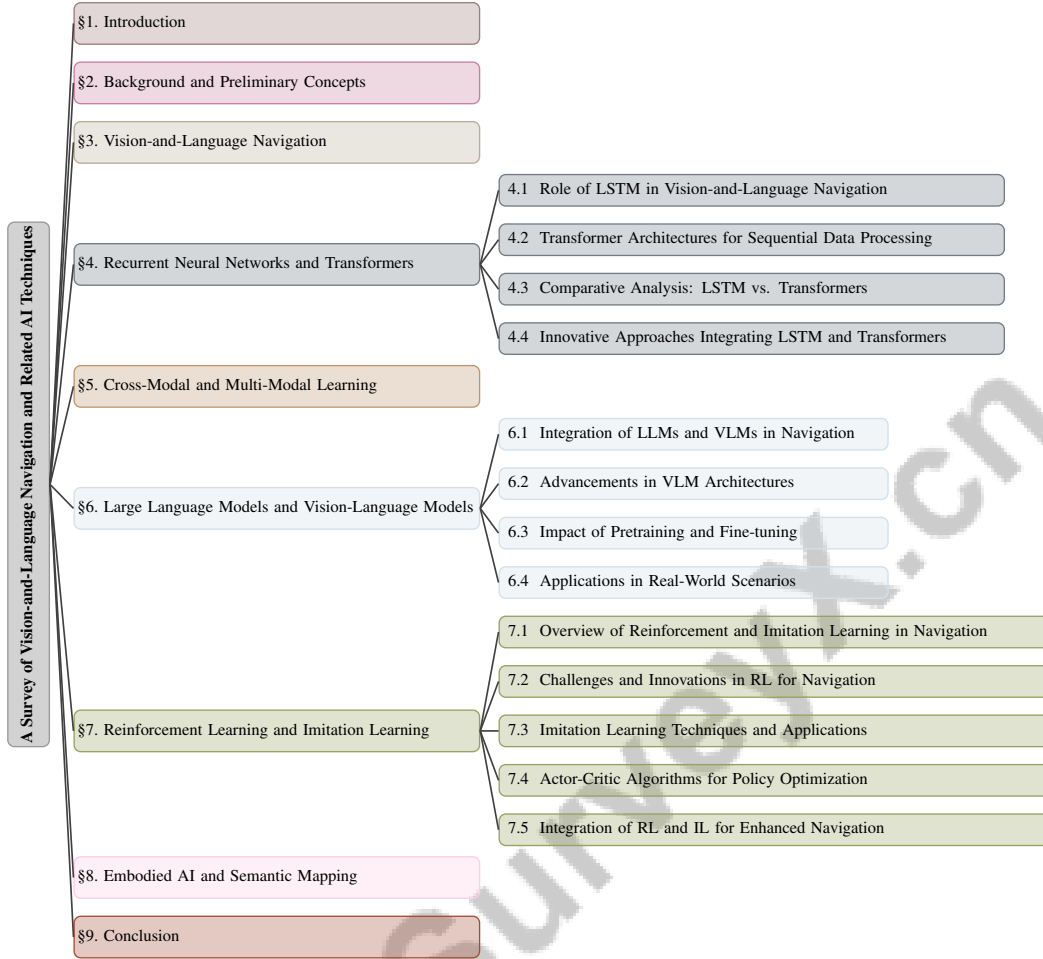 A Survey of Vision-and-Language Navigation and Related AI Techniques
§1. Introduction
§2. Background and Preliminary Concepts
§3. Vision-and-Language Navigation
§4. Recurrent Neural Networks and Transformers
4.1 Role of LSTM in Vision-and-Language Navigation
4.2 Transformer Architectures for Sequential Data Processing
4.3 Comparative Analysis: LSTM vs. Transformers
4.4 Innovative Approaches Integrating LSTM and Transformers
§5. Cross-Modal and Multi-Modal Learning
§6. Large Language Models and Vision-Language Models
6.1 Integration of LLMs and VLMs in Navigation
6.2 Advancements in VLM Architectures
6.3 Impact of Pretraining and Fine-tuning
6.4 Applications in Real-World Scenarios
§7. Reinforcement Learning and Imitation Learning
7.1 Overview of Reinforcement and Imitation Learning in Navigation
7.2 Challenges and Innovations in RL for Navigation
7.3 Imitation Learning Techniques and Applications
7.4 Actor-Critic Algorithms for Policy Optimization
7.5 Integration of RL and IL for Enhanced Navigation
§8. Embodied AI and Semantic Mapping
§9. Conclusion
SurveyX.cn